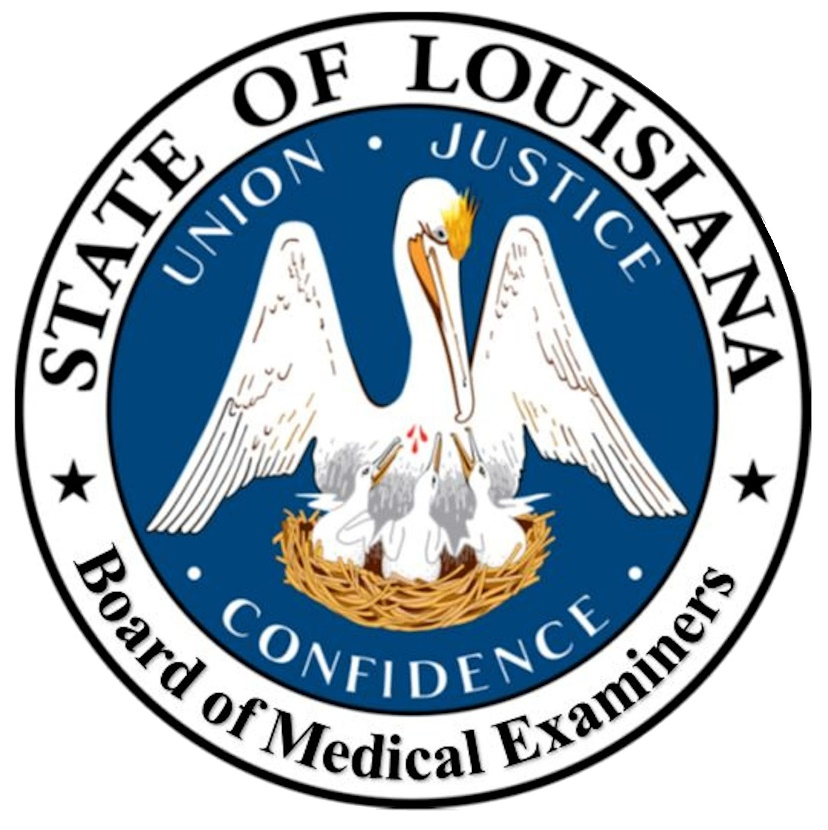 STATE OF LOUISIANA
UNION • JUSTICE
• CONFIDENCE •
★ Board of Medical Examiners ★